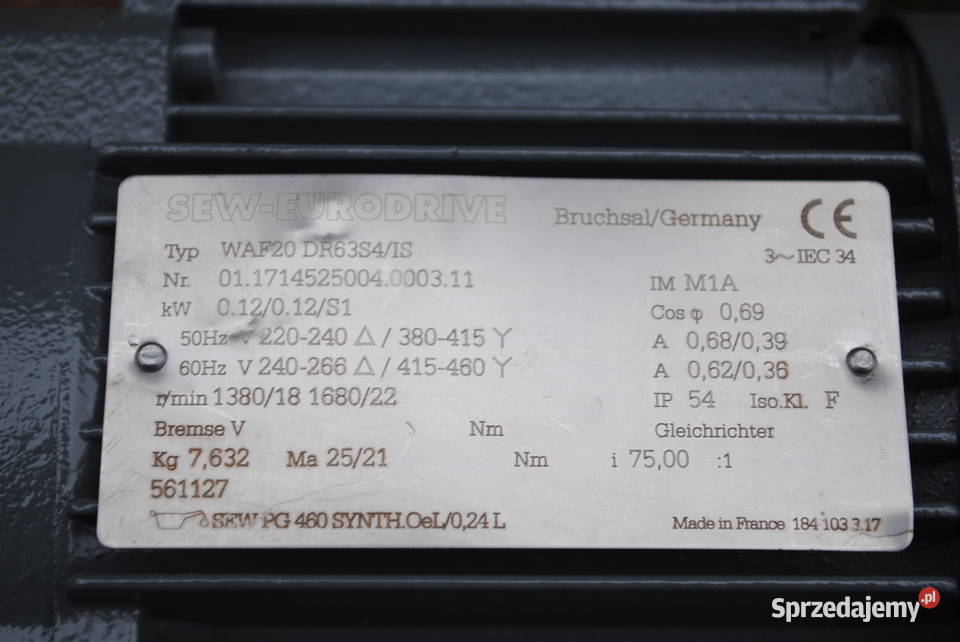 SEW-EURODRIVE Bruchsal/Germany CE
Typ WAF20 DR63S4/IS 3~IEC 34
Nr. 01.1714525004.0003.11 IM M1A
kW 0.12/0.12/S1 Cos φ 0,69
50Hz V 220-240 △ / 380-415 Y A 0,68/0,39
60Hz V 240-266 △ / 415-460 Y A 0,62/0,36
r/min 1380/18 1680/22 IP 54 Iso.Kl. F
Bremse V Nm Gleichrichter
Kg 7,632 Ma 25/21 Nm i 75,00 :1
561127
SEW PG 460 SYNTH.OeL/0,24 L Made in France 184 103 3.17
Sprzedajemy.pl